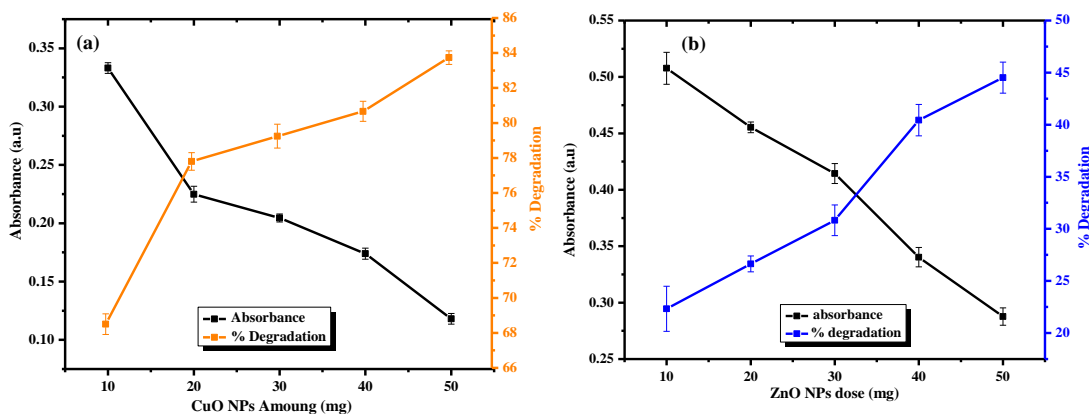 (a)
Absorbance (a.u)
0.35
0.30
0.25
0.20
0.15
0.10
10 20 30 40 50
CuO NPs Amoung (mg)
86
84
82
80
78
76
74
72
70
68
66
% Degradation
Absorbance
% Degradation
(b)
Absorbance (a.u)
0.55
0.50
0.45
0.40
0.35
0.30
0.25
10 20 30 40 50
ZnO NPs dose (mg)
50
45
40
35
30
25
20
% Degradation
absorbance
% degradation